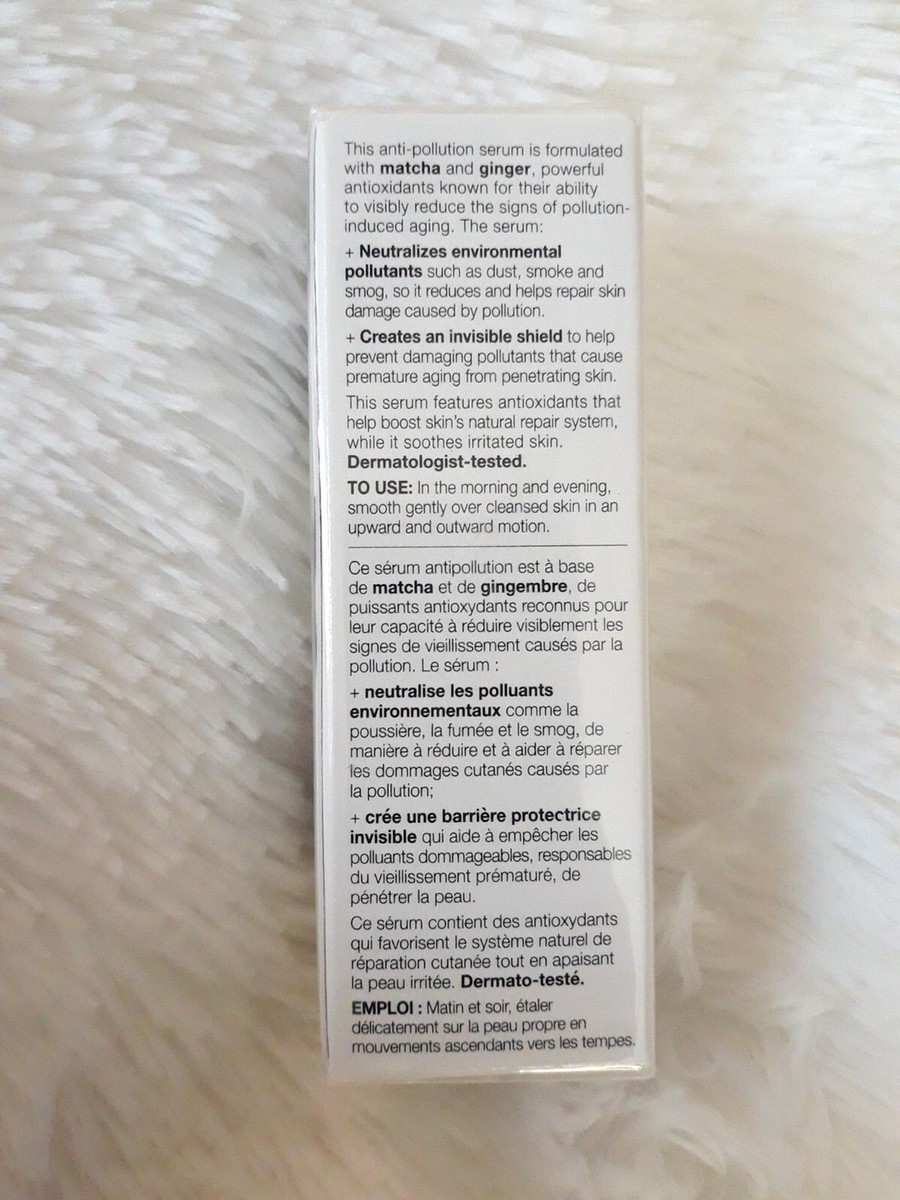 This anti-pollution serum is formulated
with matcha and ginger, powerful
antioxidants known for their ability
to visibly reduce the signs of pollution-
induced aging. The serum:
+ Neutralizes environmental
pollutants such as dust, smoke and
smog, so it reduces and helps repair skin
damage caused by pollution.
+ Creates an invisible shield to help
prevent damaging pollutants that cause
premature aging from penetrating skin.
This serum features antioxidants that
help boost skin's natural repair system,
while it soothes irritated skin.
Dermatologist-tested.
TO USE: In the morning and evening,
smooth gently over cleansed skin in an
upward and outward motion.
Ce sérum antipollution est à base
de matcha et de gingembre, de
puissants antioxydants reconnus pour
leur capacité à réduire visiblement les
signes de vieillissement causés par la
pollution. Le sérum :
+ neutralise les polluants
environnementaux comme la
poussière, la fumée et le smog, de
manière à réduire et à aider à réparer
les dommages cutanés causés par
la pollution;
+ crée une barrière protectrice
invisible qui aide à empêcher les
polluants dommageables, responsables
du vieillissement prématuré, de
pénétrer la peau.
Ce sérum contient des antioxydants
qui favorisent le système naturel de
réparation cutanée tout en apaisant
la peau irritée. Dermato-testé.
EMPLOI : Matin et soir, étaler
délicatement sur la peau propre en
mouvements ascendants vers les tempes.